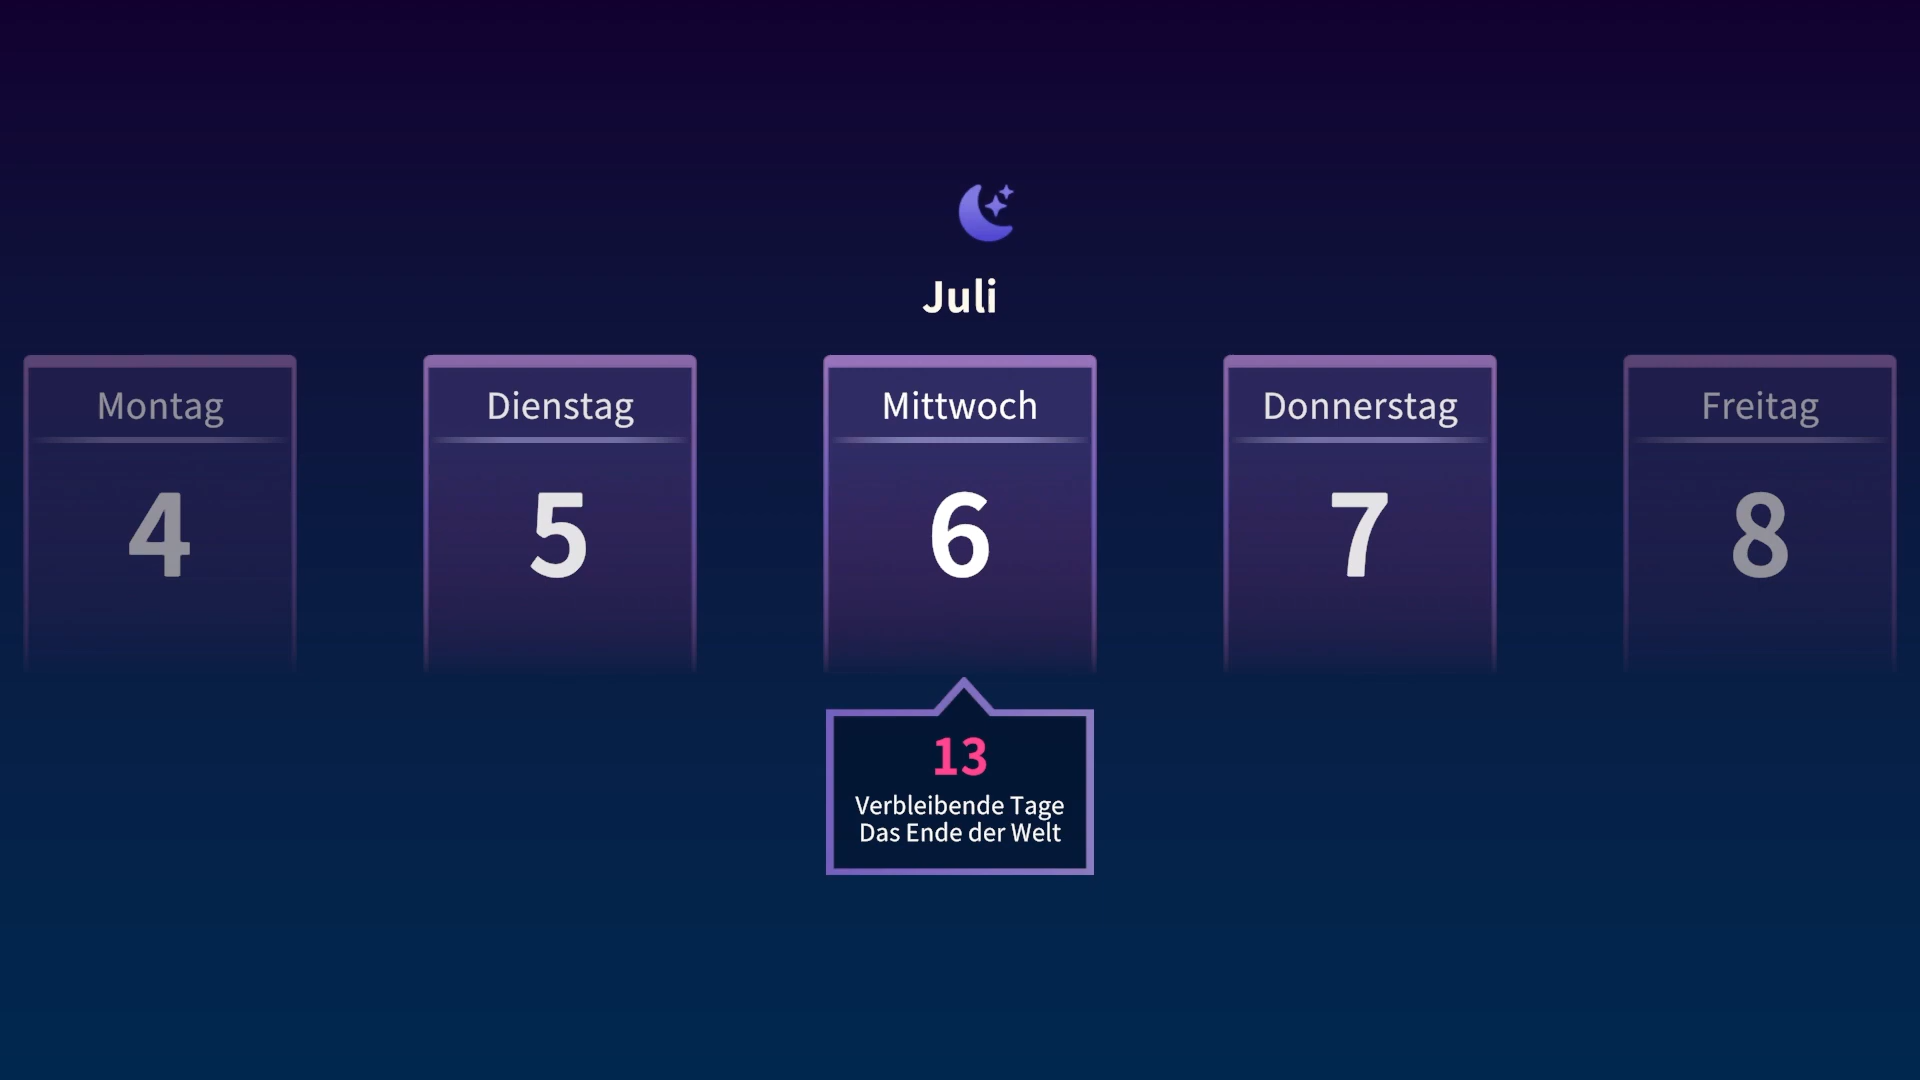 Juli
Montag
4
Dienstag
5
Mittwoch
6
Donnerstag
7
Freitag
8
13
Verbleibende Tage
Das Ende der Welt